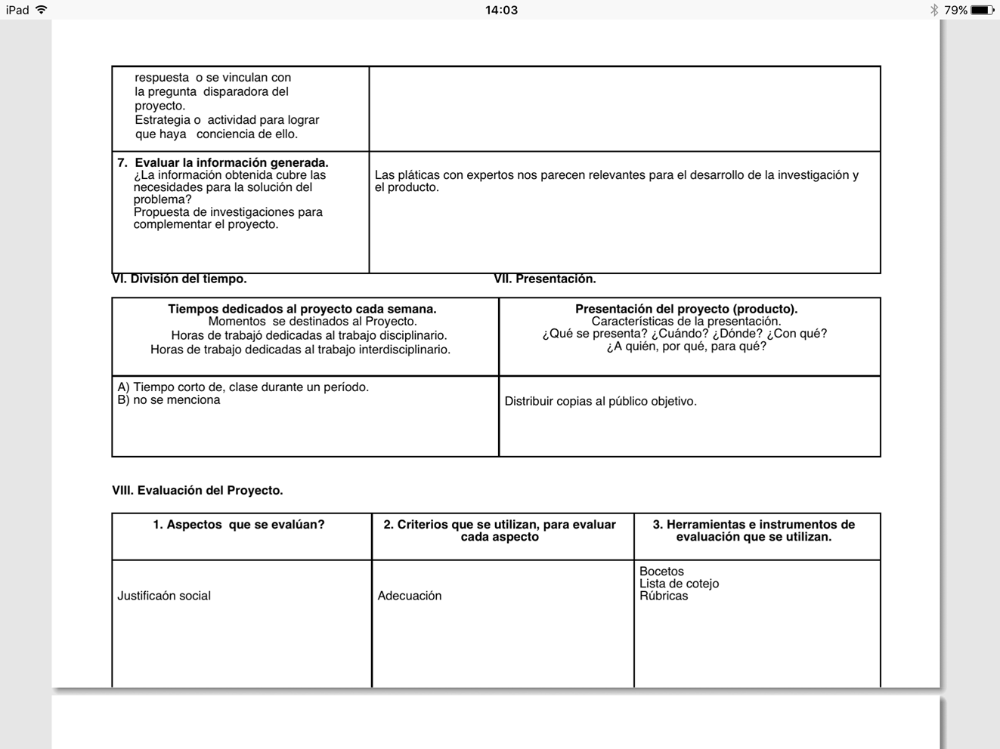 iPad 14:03 79%
respuesta o se vinculan con
la pregunta disparadora del
proyecto.
Estrategia o actividad para lograr
que haya conciencia de ello.
7. Evaluar la información generada.
¿La información obtenida cubre las
necesidades para la solución del
problema?
Propuesta de investigaciones para
complementar el proyecto.
Las pláticas con expertos nos parecen relevantes para el desarrollo de la investigación y
el producto.
VI. División del tiempo. VII. Presentación.
Tiempos dedicados al proyecto cada semana.
Momentos se destinados al Proyecto.
Horas de trabajó dedicadas al trabajo disciplinario.
Horas de trabajo dedicadas al trabajo interdisciplinario.
Presentación del proyecto (producto).
Características de la presentación.
¿Qué se presenta? ¿Cuándo? ¿Dónde? ¿Con qué?
¿A quién, por qué, para qué?
A) Tiempo corto de, clase durante un período.
B) no se menciona
Distribuir copias al público objetivo.
VIII. Evaluación del Proyecto.
1. Aspectos que se evalúan?
2. Criterios que se utilizan, para evaluar
cada aspecto
3. Herramientas e instrumentos de
evaluación que se utilizan.
Justificaón social
Adecuación
Bocetos
Lista de cotejo
Rúbricas